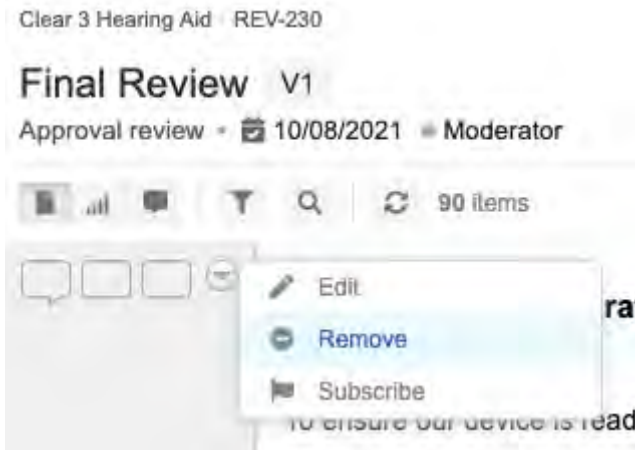 Clear 3 Hearing Aid REV-230
Final Review V1
Approval review • 10/08/2021 Moderator
90 items
Edit
ra
Remove
Subscribe
To ensure our device is read